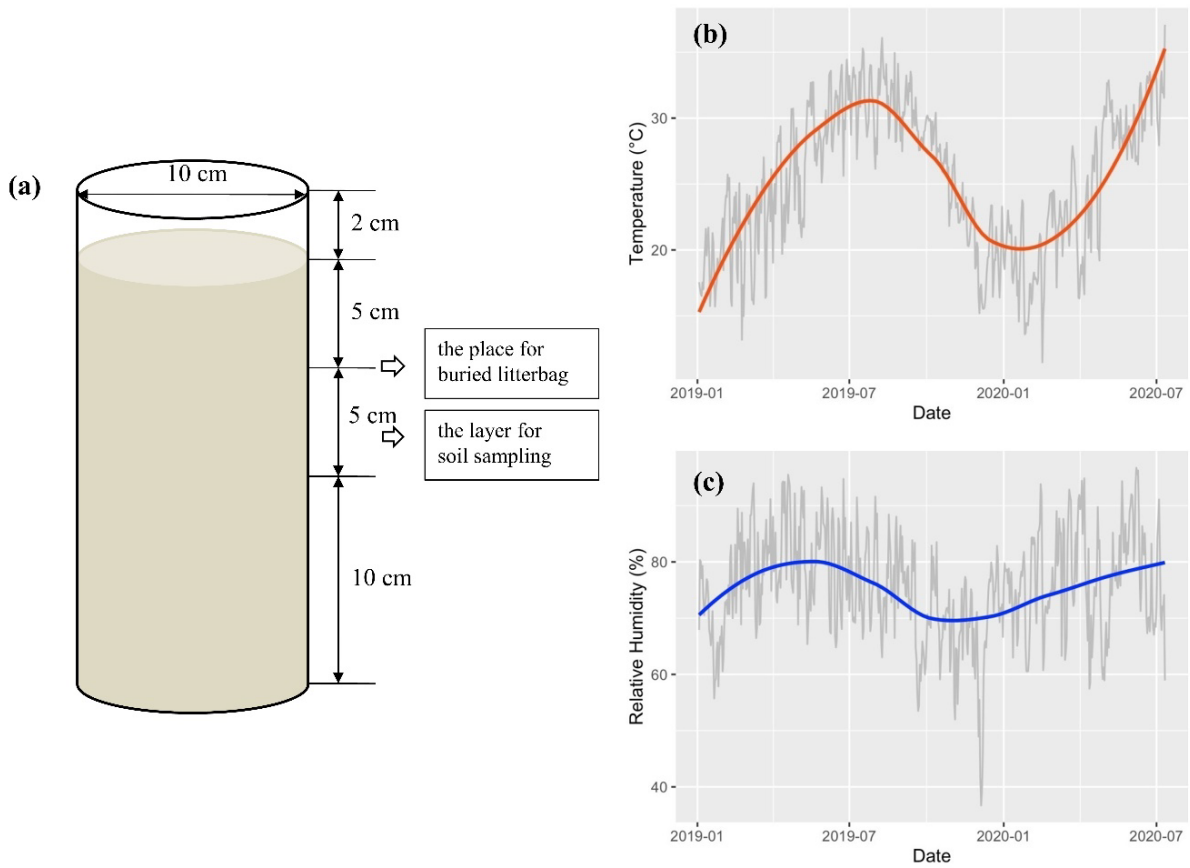 (a)
10 cm
2 cm
5 cm
the place for
buried litterbag
5 cm
the layer for
soil sampling
10 cm
(b)
Temperature (°C)
30
20
2019-01
2019-07
2020-01
2020-07
Date
(c)
Relative Humidity (%)
80
60
40
2019-01
2019-07
2020-01
2020-07
Date